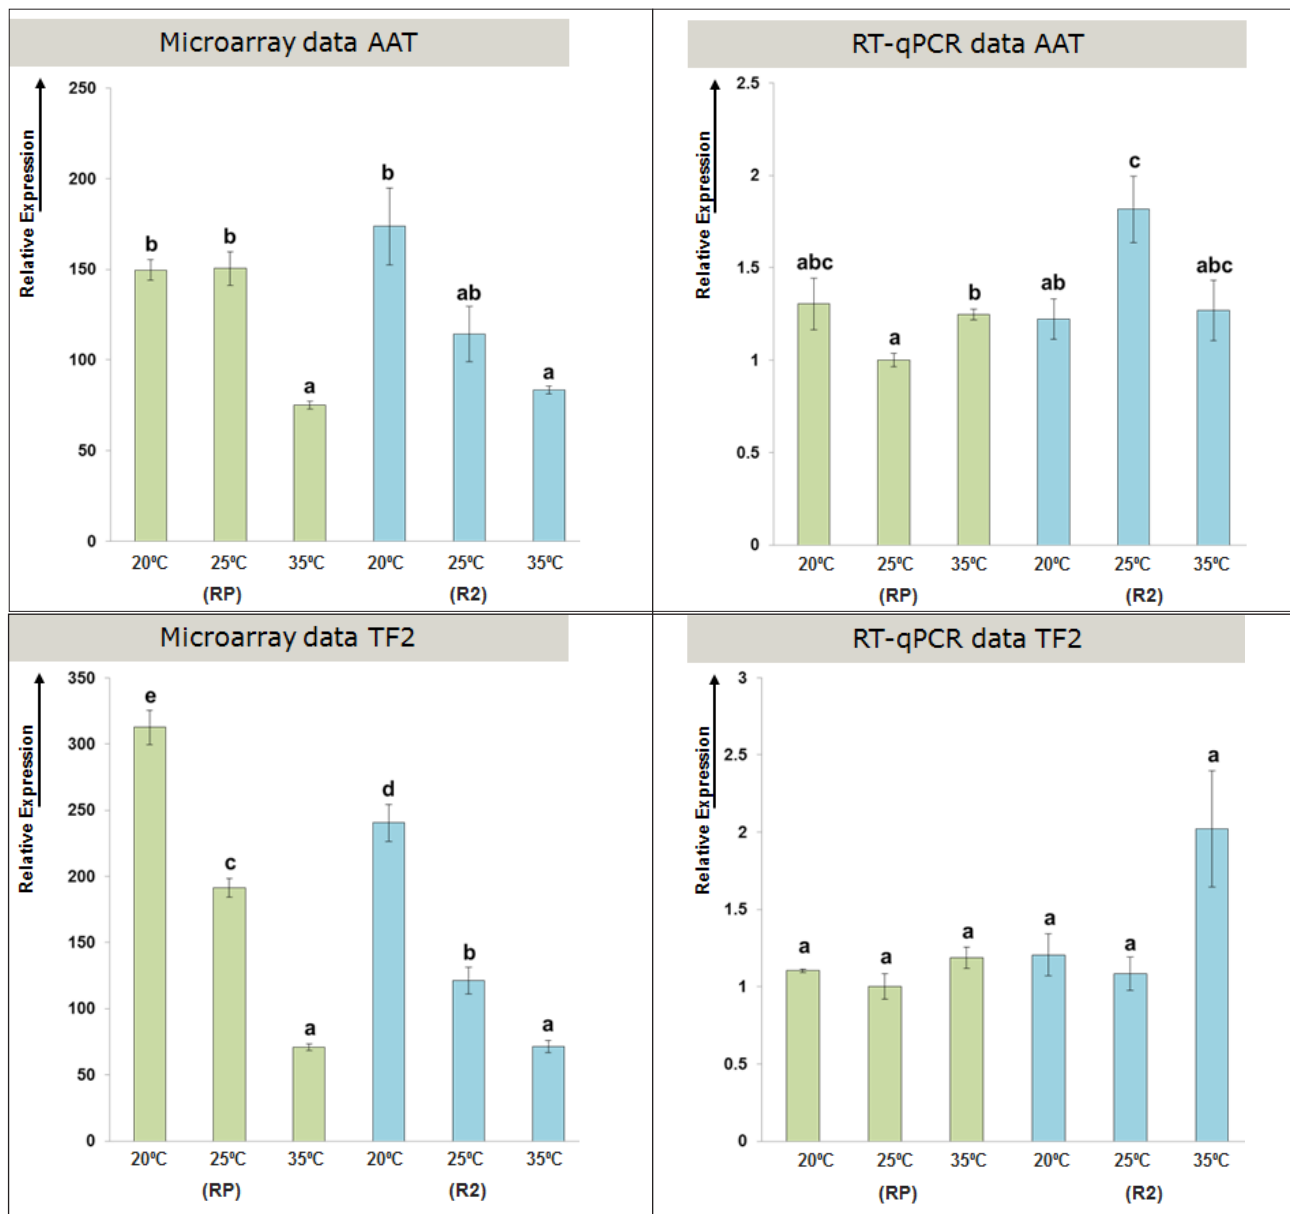 Microarray data AAT
Relative Expression
250
200
150
100
50
0
b
b
a
b
ab
a
20ºC 25ºC 35ºC 20ºC 25ºC 35ºC
(RP) (R2)
RT-qPCR data AAT
Relative Expression
2.5
2
1.5
1
0.5
0
abc
a
b
ab
c
abc
20ºC 25ºC 35ºC 20ºC 25ºC 35ºC
(RP) (R2)
Microarray data TF2
Relative Expression
350
300
250
200
150
100
50
0
e
c
a
d
b
a
20ºC 25ºC 35ºC 20ºC 25ºC 35ºC
(RP) (R2)
RT-qPCR data TF2
Relative Expression
3
2.5
2
1.5
1
0.5
0
a
a
a
a
a
a
20ºC 25ºC 35ºC 20ºC 25ºC 35ºC
(RP) (R2)